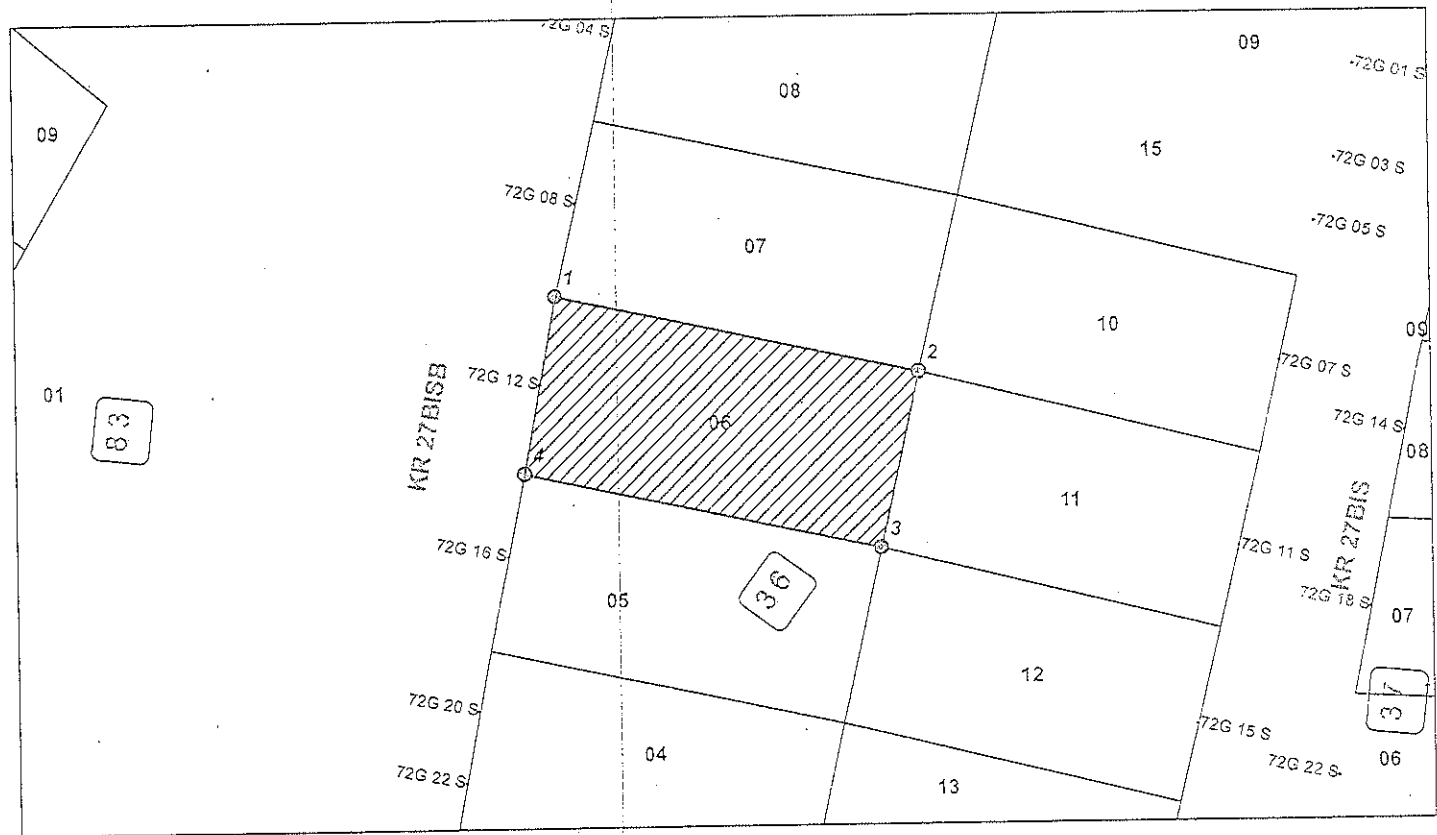 72G 04 S
09
-72G 01 S
08
09
15
-72G 03 S
72G 08 S
-72G 05 S
07
1
10
09
2
72G 07 S
72G 12 S
01
83
KR 27BISB
06
72G 14 S
08
4
11
3
72G 16 S
72G 11 S
KR 27BIS
36
05
72G 18 S
07
12
37
72G 20 S
-72G 15 S
04
72G 22 S
06
72G 22 S
13